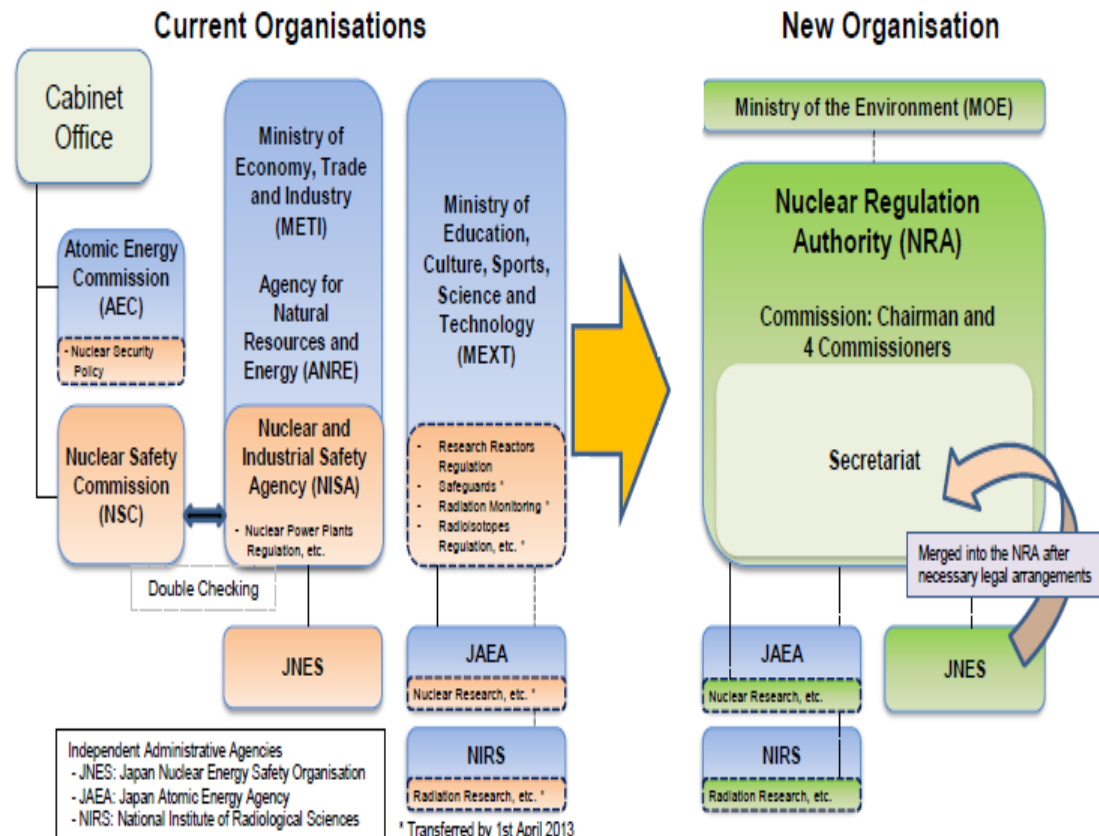 Current Organisations
New Organisation
Cabinet
Office
Atomic Energy
Commission
(AEC)
- Nuclear Security
Policy
Nuclear Safety
Commission
(NSC)
Ministry of
Economy, Trade
and Industry
(METI)
Agency for
Natural
Resources and
Energy (ANRE)
Nuclear and
Industrial Safety
Agency (NISA)
- Nuclear Power Plants
Regulation, etc.
Double Checking
JNES
Ministry of
Education,
Culture, Sports,
Science and
Technology
(MEXT)
- Research Reactors
Regulation
- Safeguards *
- Radiation Monitoring *
- Radioisotopes
Regulation, etc. *
JAEA
Nuclear Research, etc. *
NIRS
Radiation Research, etc. *
Independent Administrative Agencies
- JNES: Japan Nuclear Energy Safety Organisation
- JAEA: Japan Atomic Energy Agency
- NIRS: National Institute of Radiological Sciences
* Transferred by 1st April 2013
Ministry of the Environment (MOE)
Nuclear Regulation
Authority (NRA)
Commission: Chairman and
4 Commissioners
Secretariat
Merged into the NRA after
necessary legal arrangements
JAEA
Nuclear Research, etc.
JNES
NIRS
Radiation Research, etc.